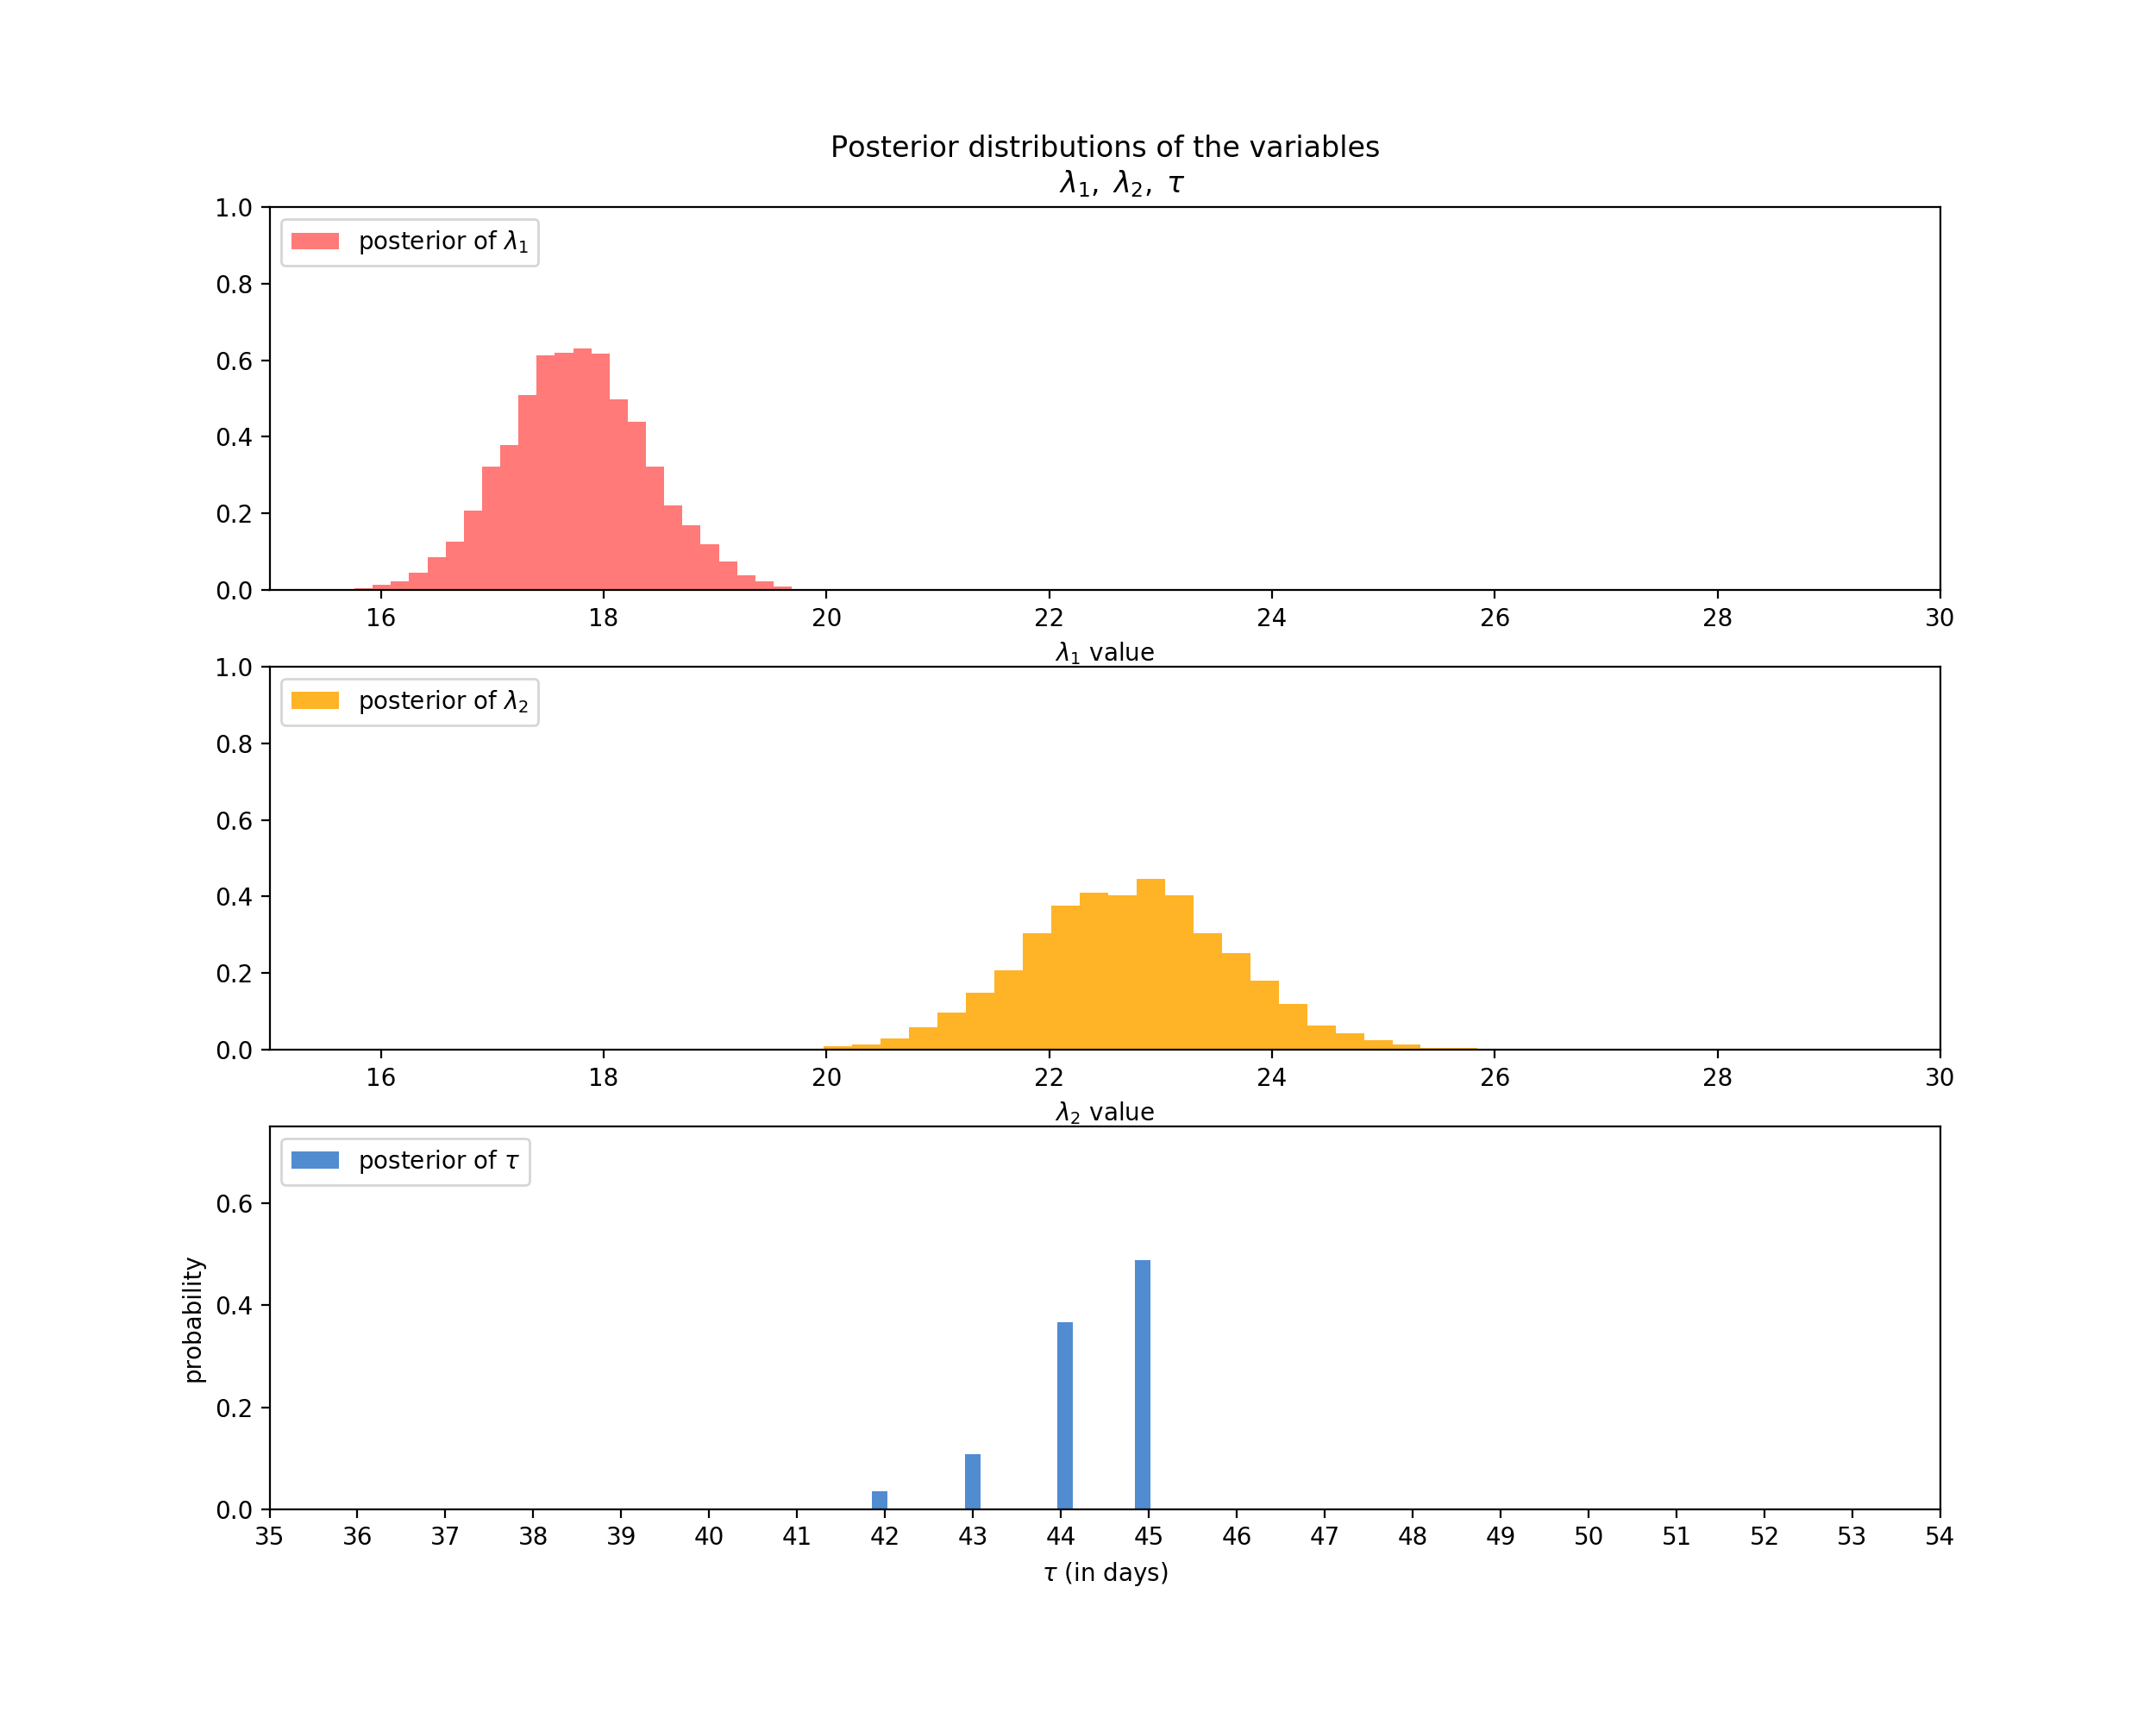 Posterior distributions of the variables
λ₁, λ₂, τ
1.0
0.8
0.6
0.4
0.2
0.0
posterior of λ₁
16 18 20 22 24 26 28 30
λ₁ value
1.0
0.8
0.6
0.4
0.2
0.0
posterior of λ₂
16 18 20 22 24 26 28 30
λ₂ value
probability
0.6
0.4
0.2
0.0
posterior of τ
35 36 37 38 39 40 41 42 43 44 45 46 47 48 49 50 51 52 53 54
τ (in days)